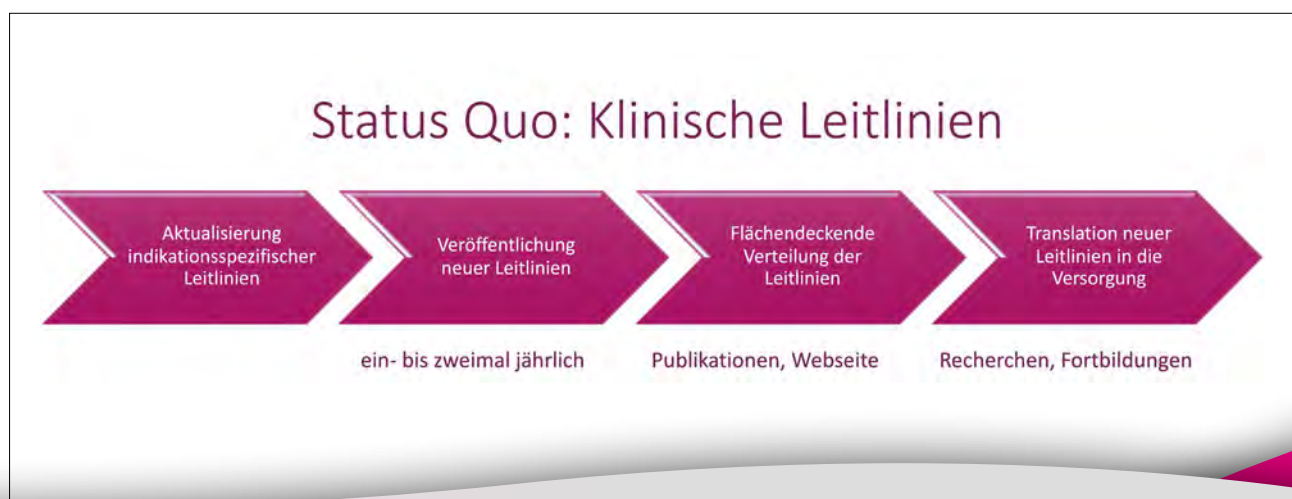 Status Quo: Klinische Leitlinien
Aktualisierung
indikationsspezifischer
Leitlinien
Veröffentlichung
neuer Leitlinien
Flächendeckende
Verteilung der
Leitlinien
Translation neuer
Leitlinien in die
Versorgung
ein- bis zweimal jährlich
Publikationen, Webseite
Recherchen, Fortbildungen